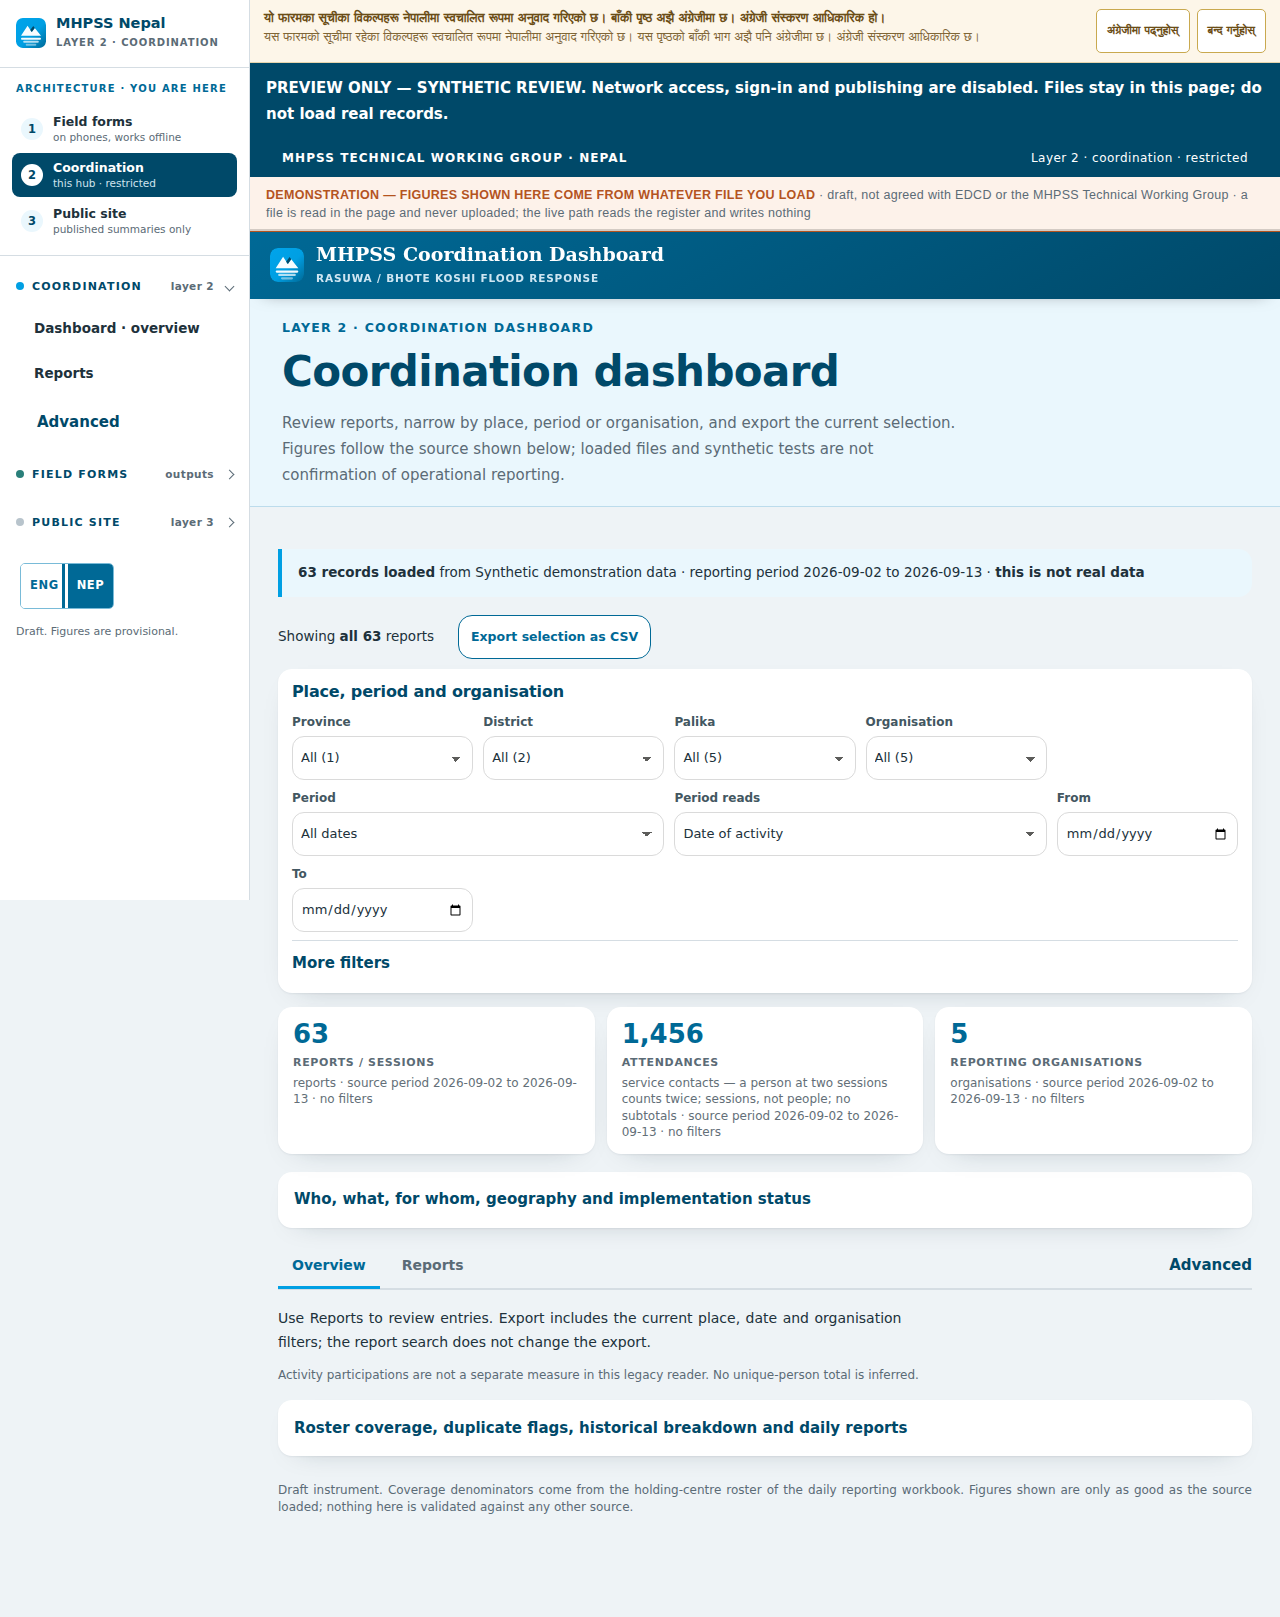 MHPSS Nepal
LAYER 2 · COORDINATION
ARCHITECTURE · YOU ARE HERE
1
Field forms
on phones, works offline
2
Coordination
this hub · restricted
3
Public site
published summaries only
COORDINATION layer 2
Dashboard · overview
Reports
Advanced
FIELD FORMS outputs
PUBLIC SITE layer 3
ENG NEP
Draft. Figures are provisional.
यो फारमका सूचीका विकल्पहरू नेपालीमा स्वचालित रूपमा अनुवाद गरिएको छ। बाँकी पृष्ठ अझै अंग्रेजीमा छ। अंग्रेजी संस्करण आधिकारिक हो।
यस फारमको सूचीमा रहेका विकल्पहरू स्वचालित रूपमा नेपालीमा अनुवाद गरिएको छ। यस पृष्ठको बाँकी भाग अझै पनि अंग्रेजीमा छ। अंग्रेजी संस्करण आधिकारिक छ।
अंग्रेजीमा पढ्नुहोस्
बन्द गर्नुहोस्
PREVIEW ONLY — SYNTHETIC REVIEW. Network access, sign-in and publishing are disabled. Files stay in this page; do
not load real records.
MHPSS TECHNICAL WORKING GROUP · NEPAL
Layer 2 · coordination · restricted
DEMONSTRATION — FIGURES SHOWN HERE COME FROM WHATEVER FILE YOU LOAD · draft, not agreed with EDCD or the MHPSS Technical Working Group · a
file is read in the page and never uploaded; the live path reads the register and writes nothing
MHPSS Coordination Dashboard
RASUWA / BHOTE KOSHI FLOOD RESPONSE
LAYER 2 · COORDINATION DASHBOARD
Coordination dashboard
Review reports, narrow by place, period or organisation, and export the current selection.
Figures follow the source shown below; loaded files and synthetic tests are not
confirmation of operational reporting.
63 records loaded from Synthetic demonstration data · reporting period 2026-09-02 to 2026-09-13 · this is not real data
Showing all 63 reports
Export selection as CSV
Place, period and organisation
Province District Palika Organisation
All (1) All (2) All (5) All (5)
Period Period reads From
All dates Date of activity mm/dd/yyyy
To
mm/dd/yyyy
More filters
63
REPORTS / SESSIONS
reports · source period 2026-09-02 to 2026-09-
13 · no filters
1,456
ATTENDANCES
service contacts — a person at two sessions
counts twice; sessions, not people; no
subtotals · source period 2026-09-02 to 2026-
09-13 · no filters
5
REPORTING ORGANISATIONS
organisations · source period 2026-09-02 to
2026-09-13 · no filters
Who, what, for whom, geography and implementation status
Overview Reports Advanced
Use Reports to review entries. Export includes the current place, date and organisation
filters; the report search does not change the export.
Activity participations are not a separate measure in this legacy reader. No unique-person total is inferred.
Roster coverage, duplicate flags, historical breakdown and daily reports
Draft instrument. Coverage denominators come from the holding-centre roster of the daily reporting workbook. Figures shown are only as good as the source
loaded; nothing here is validated against any other source.